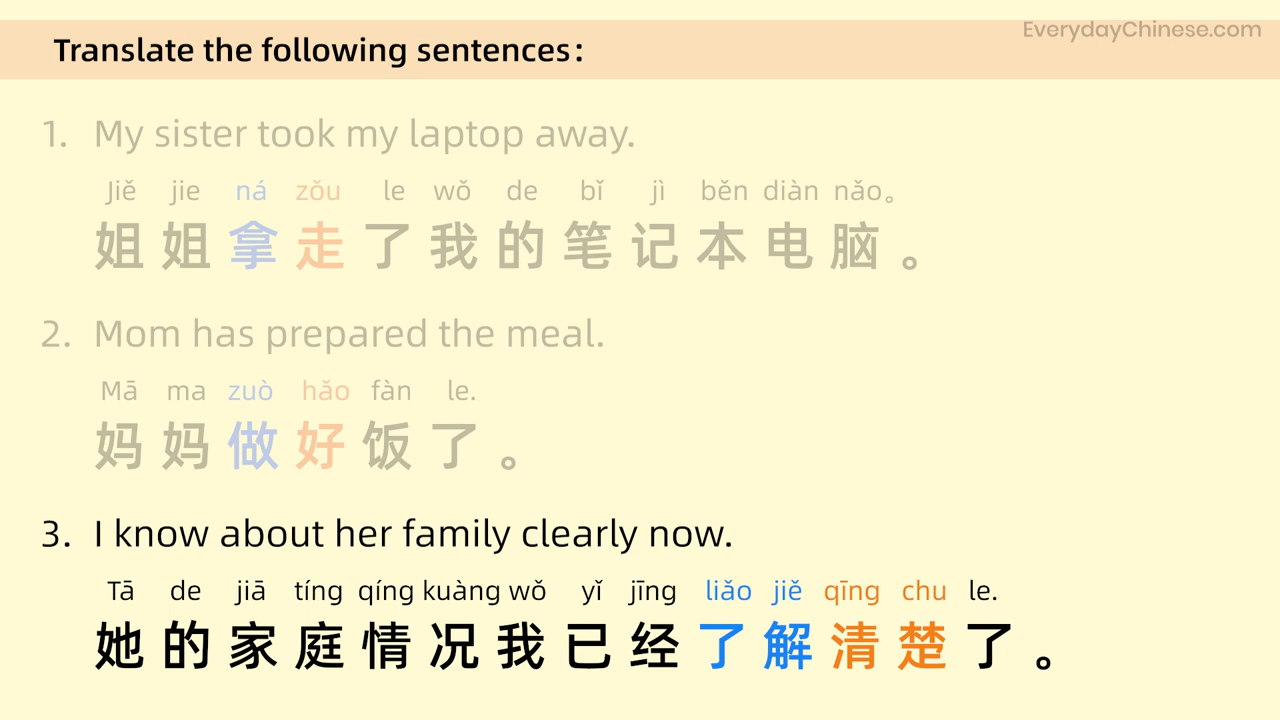 EverydayChinese.com
Translate the following sentences:
1. My sister took my laptop away.
Jiě jie ná zǒu le wǒ de bǐ jì běn diàn nǎo。
姐姐拿走了我的笔记本电脑。
2. Mom has prepared the meal.
Mā ma zuò hǎo fàn le.
妈妈做好饭了。
3. I know about her family clearly now.
Tā de jiā tíng qíng kuàng wǒ yǐ jīng liǎo jiě qīng chu le.
她的家庭情况我已经了解清楚了。